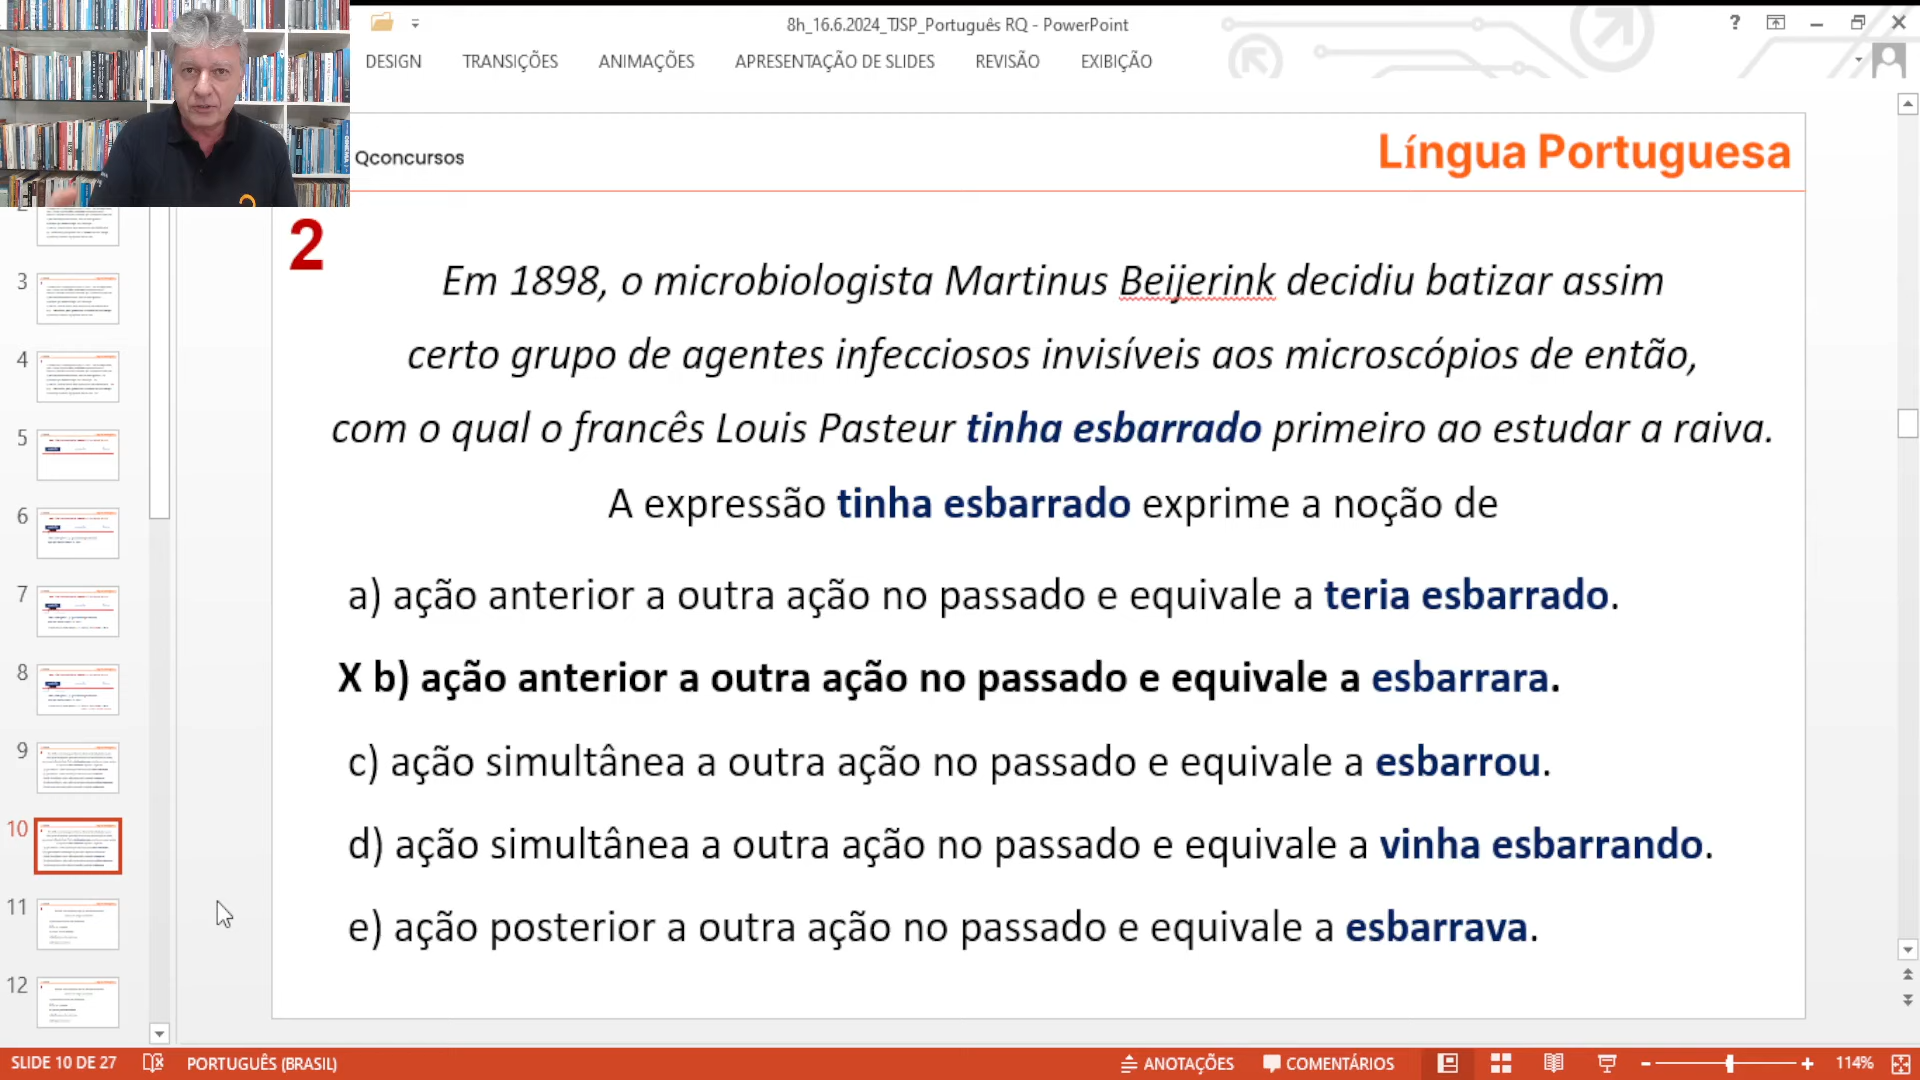 8h_16.6.2024_TJSP_Português RQ - PowerPoint
DESIGN TRANSIÇÕES ANIMAÇÕES APRESENTAÇÃO DE SLIDES REVISÃO EXIBIÇÃO
Qconcursos
Língua Portuguesa
2
Em 1898, o microbiologista Martinus Beijerink decidiu batizar assim
certo grupo de agentes infecciosos invisíveis aos microscópios de então,
com o qual o francês Louis Pasteur tinha esbarrado primeiro ao estudar a raiva.
A expressão tinha esbarrado exprime a noção de
a) ação anterior a outra ação no passado e equivale a teria esbarrado.
X b) ação anterior a outra ação no passado e equivale a esbarrara.
c) ação simultânea a outra ação no passado e equivale a esbarrou.
d) ação simultânea a outra ação no passado e equivale a vinha esbarrando.
e) ação posterior a outra ação no passado e equivale a esbarrava.
3
4
5
6
7
8
9
10
11
12
SLIDE 10 DE 27 PORTUGUÊS (BRASIL) ANOTAÇÕES COMENTÁRIOS 114%